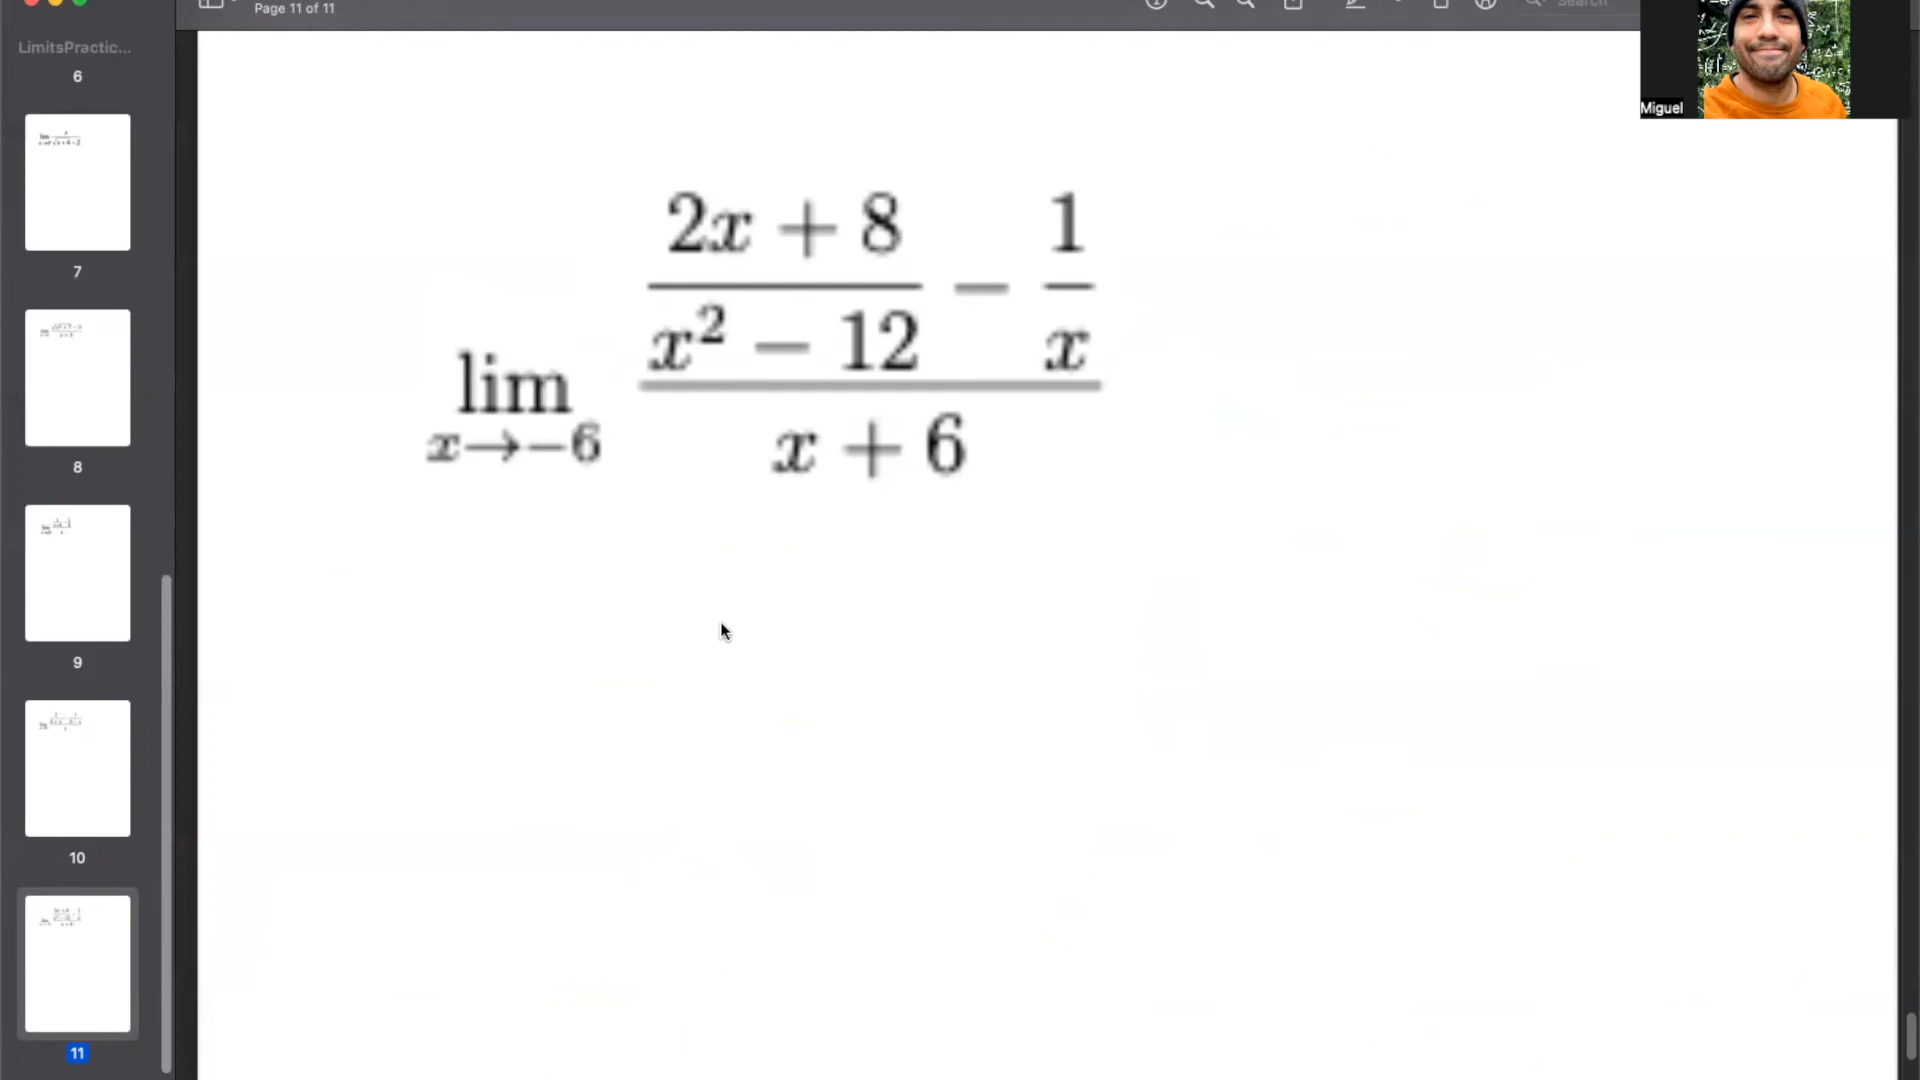 Page 11 of 11
Search
LimitsPractic...
6
7
8
9
10
11
Miguel
2x + 8
x² − 12
−
1
x
lim
x→−6
x + 6